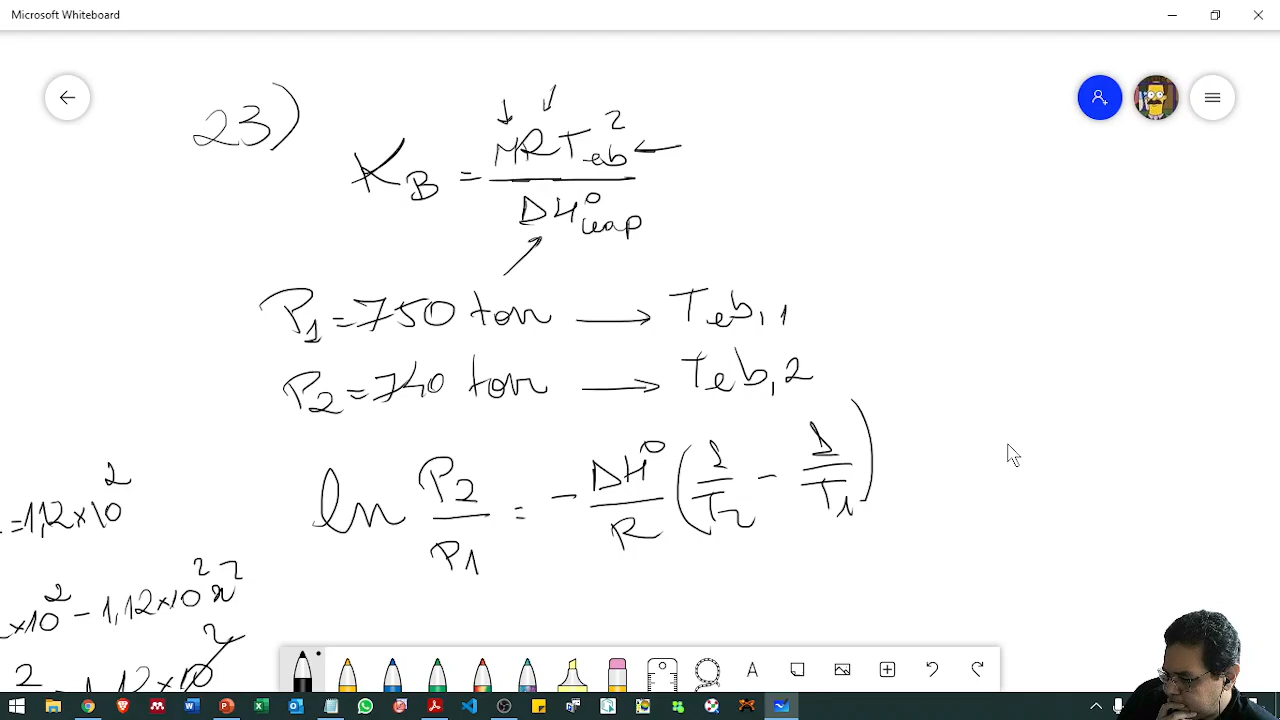 Microsoft Whiteboard
23)
K_B = MRT_eb^2 / ΔH°vap
P1 = 750 torr → Teb,1
P2 = 740 torr → Teb,2
ln P2/P1 = - ΔH°/R (1/T2 - 1/T1)
=1,12×10^2
×10^2 - 1,12×10^2 x^2
A